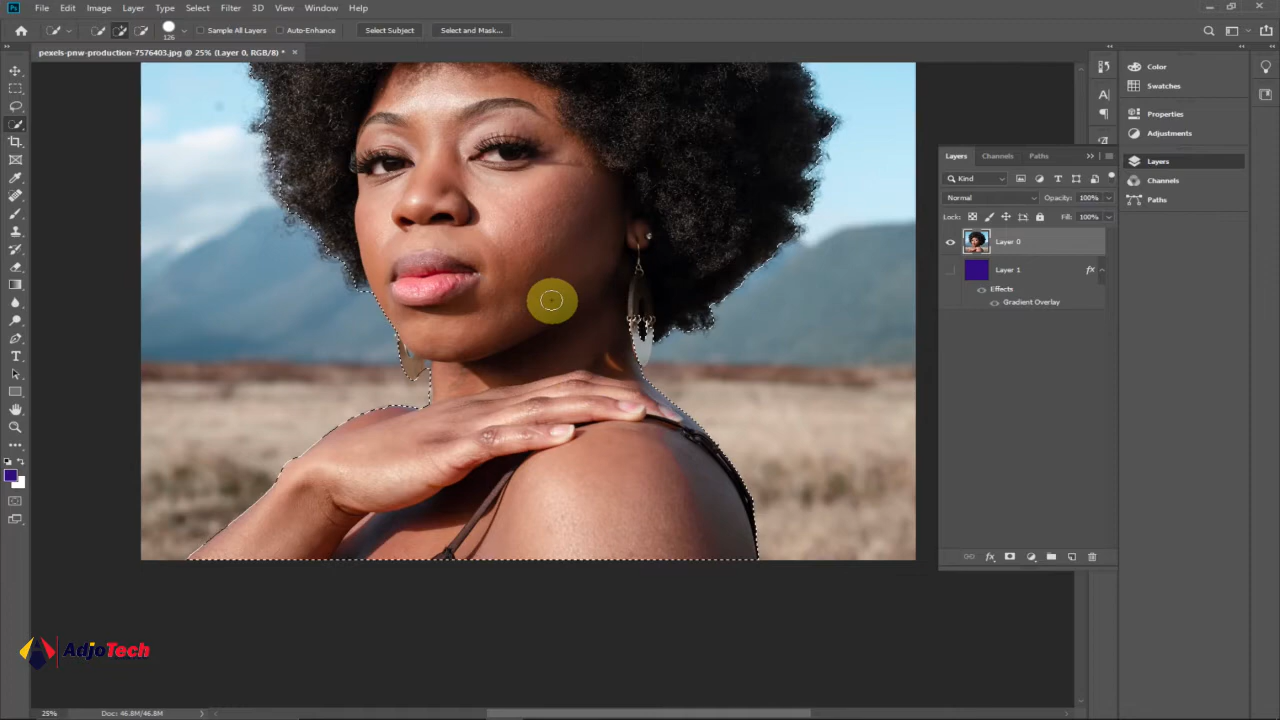 Ps File Edit Image Layer Type Select Filter 3D View Window Help
126 Sample All Layers Auto-Enhance Select Subject Select and Mask...
pexels-pnw-production-7576403.jpg @ 25% (Layer 0, RGB/8) * ×
Color
Swatches
Properties
Adjustments
Layers
Channels
Paths
Layers Channels Paths
Kind
Normal Opacity: 100%
Lock: Fill: 100%
Layer 0
Layer 1 fx
Effects
Gradient Overlay
fx
AdjoTech
25% Doc: 46.8M/46.8M